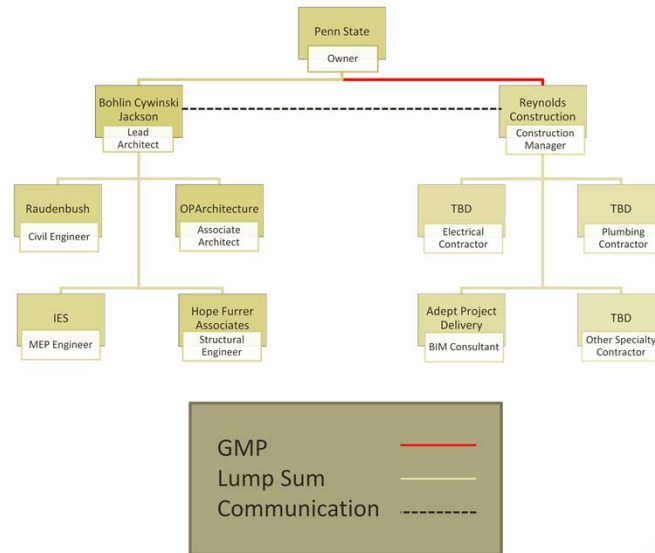 Penn State
Owner
Bohlin Cywinski
Jackson
Lead
Architect
Reynolds
Construction
Construction
Manager
Raudenbush
Civil Engineer
OPArchitecture
Associate
Architect
TBD
Electrical
Contractor
TBD
Plumbing
Contractor
IES
MEP Engineer
Hope Furrer
Associates
Structural
Engineer
Adept Project
Delivery
BIM Consultant
TBD
Other Specialty
Contractor
GMP
Lump Sum
Communication